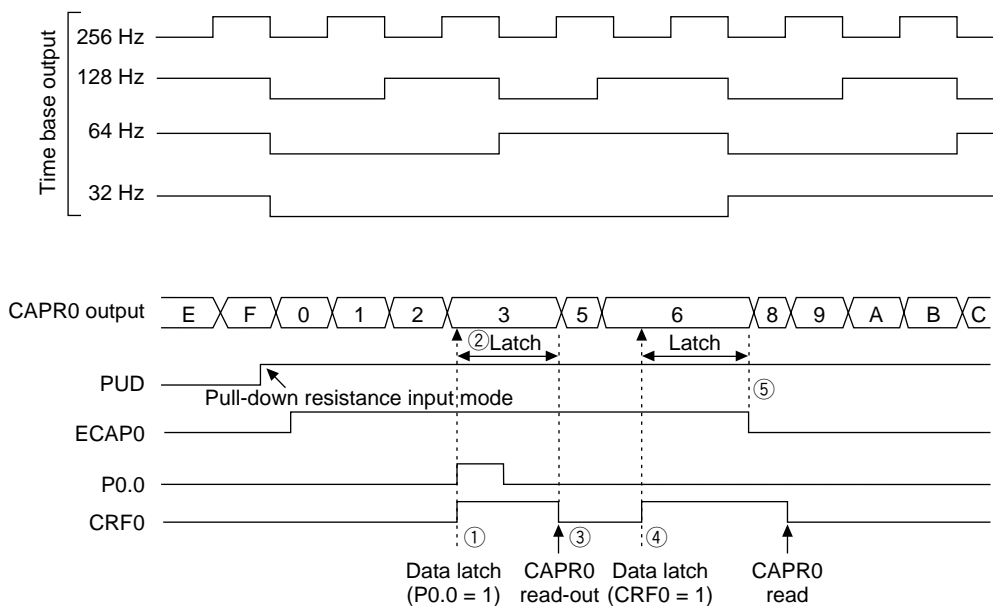 Time base output
256 Hz
128 Hz
64 Hz
32 Hz
CAPR0 output E F 0 1 2 3 5 6 8 9 A B C
② Latch Latch
PUD ⑤
Pull-down resistance input mode
ECAP0
P0.0
CRF0
① ③ ④
Data latch CAPR0 Data latch CAPR0
(P0.0 = 1) read-out (CRF0 = 1) read